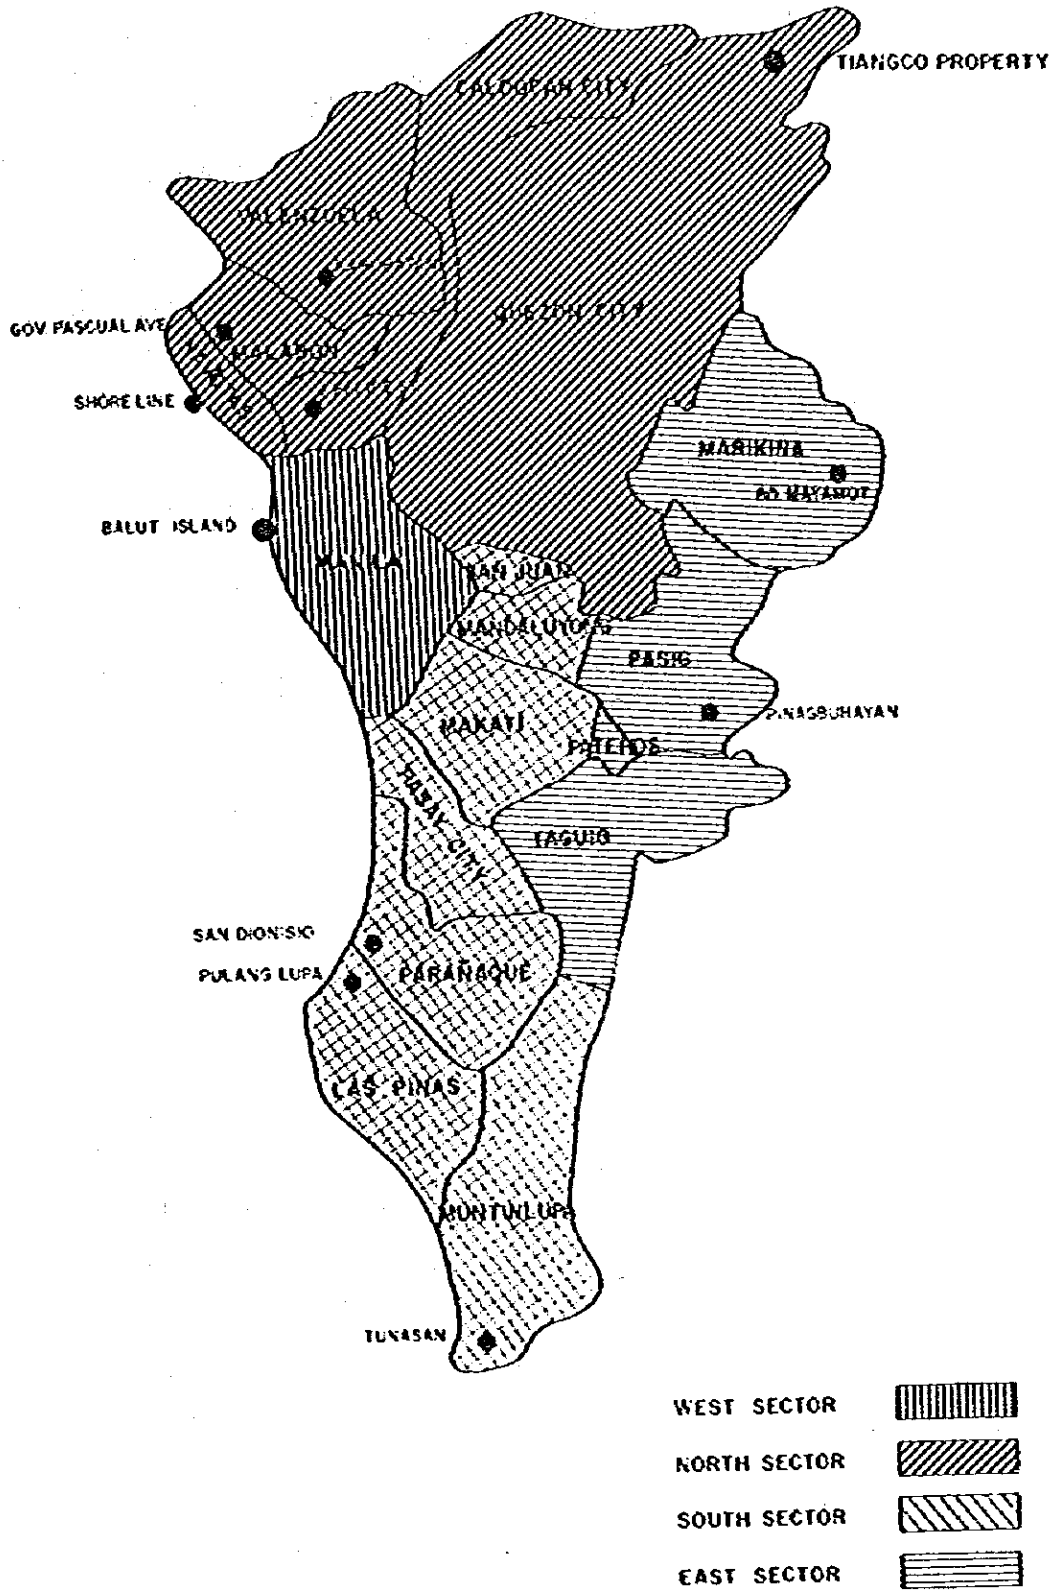 TIANGCO PROPERTY
CALOOCAN CITY
VALENZUELA
QUEZON CITY
GOV PASCUAL AVE
MALABON
SHORE LINE
MARIKINA
BALUT ISLAND
MANILA
SAN JUAN
MANDALUYONG
PASIG
MAKATI
PINAGBUHAYAN
PATEROS
PASAY CITY
TAGUIG
SAN DIONISIO
PULANG LUPA
PARAÑAQUE
LAS PINAS
MUNTINLUPA
TUNASAN
WEST SECTOR
NORTH SECTOR
SOUTH SECTOR
EAST SECTOR